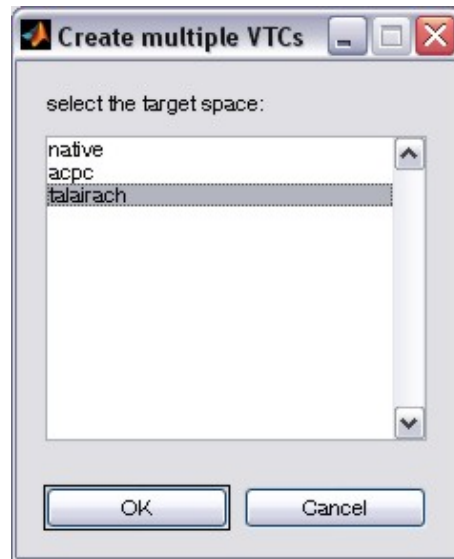 Create multiple VTCs
select the target space:
native
acpc
talairach
OK
Cancel